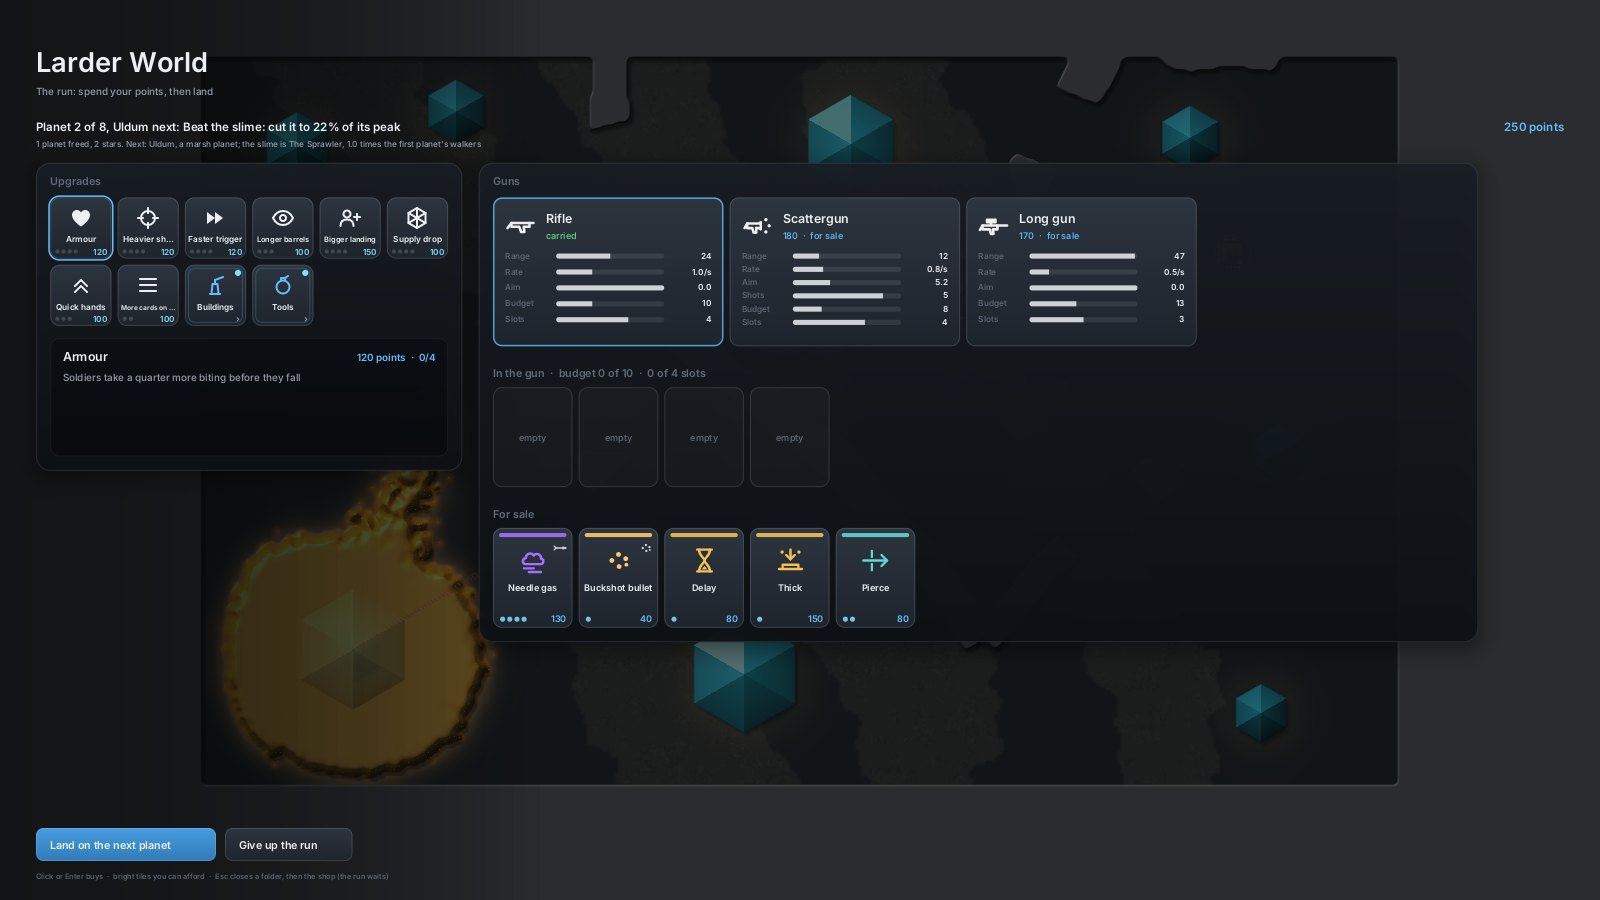 Larder World
The run: spend your points, then land
Planet 2 of 8, Uldum next: Beat the slime: cut it to 22% of its peak
250 points
1 planet freed, 2 stars. Next: Uldum, a marsh planet; the slime is The Sprawler, 1.0 times the first planet's walkers
Upgrades
Armour
120
Heavier sh...
120
Faster trigger
120
Longer barrels
100
Bigger landing
150
Supply drop
100
Quick hands
100
More cards on ...
100
Buildings
Tools
Armour
120 points · 0/4
Soldiers take a quarter more biting before they fall
Guns
Rifle
carried
Range 24
Rate 1.0/s
Aim 0.0
Budget 10
Slots 4
Scattergun
180 · for sale
Range 12
Rate 0.8/s
Aim 5.2
Shots 5
Budget 8
Slots 4
Long gun
170 · for sale
Range 47
Rate 0.5/s
Aim 0.0
Budget 13
Slots 3
In the gun · budget 0 of 10 · 0 of 4 slots
empty
empty
empty
empty
For sale
Needle gas
130
Buckshot bullet
40
Delay
80
Thick
150
Pierce
80
Land on the next planet
Give up the run
Click or Enter buys · bright tiles you can afford · Esc closes a folder, then the shop (the run waits)